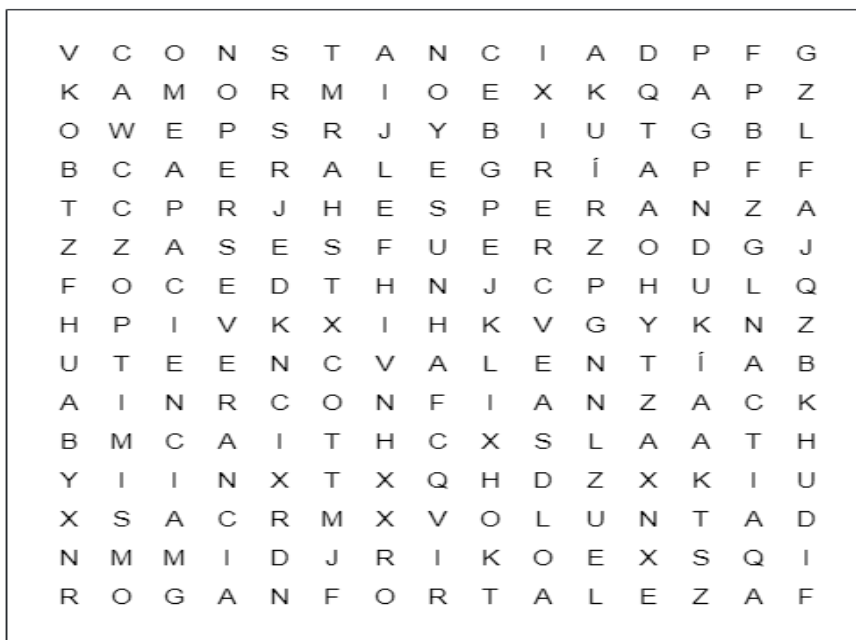 V C O N S T A N C I A D P F G
K A M O R M I O E X K Q A P Z
O W E P S R J Y B I U T G B L
B C A E R A L E G R Í A P F F
T C P R J H E S P E R A N Z A
Z Z A S E S F U E R Z O D G J
F O C E D T H N J C P H U L Q
H P I V K X I H K V G Y K N Z
U T E E N C V A L E N T Í A B
A I N R C O N F I A N Z A C K
B M C A I T H C X S L A A T H
Y I I N X T X Q H D Z X K I U
X S A C R M X V O L U N T A D
N M M I D J R I K O E X S Q I
R O G A N F O R T A L E Z A F